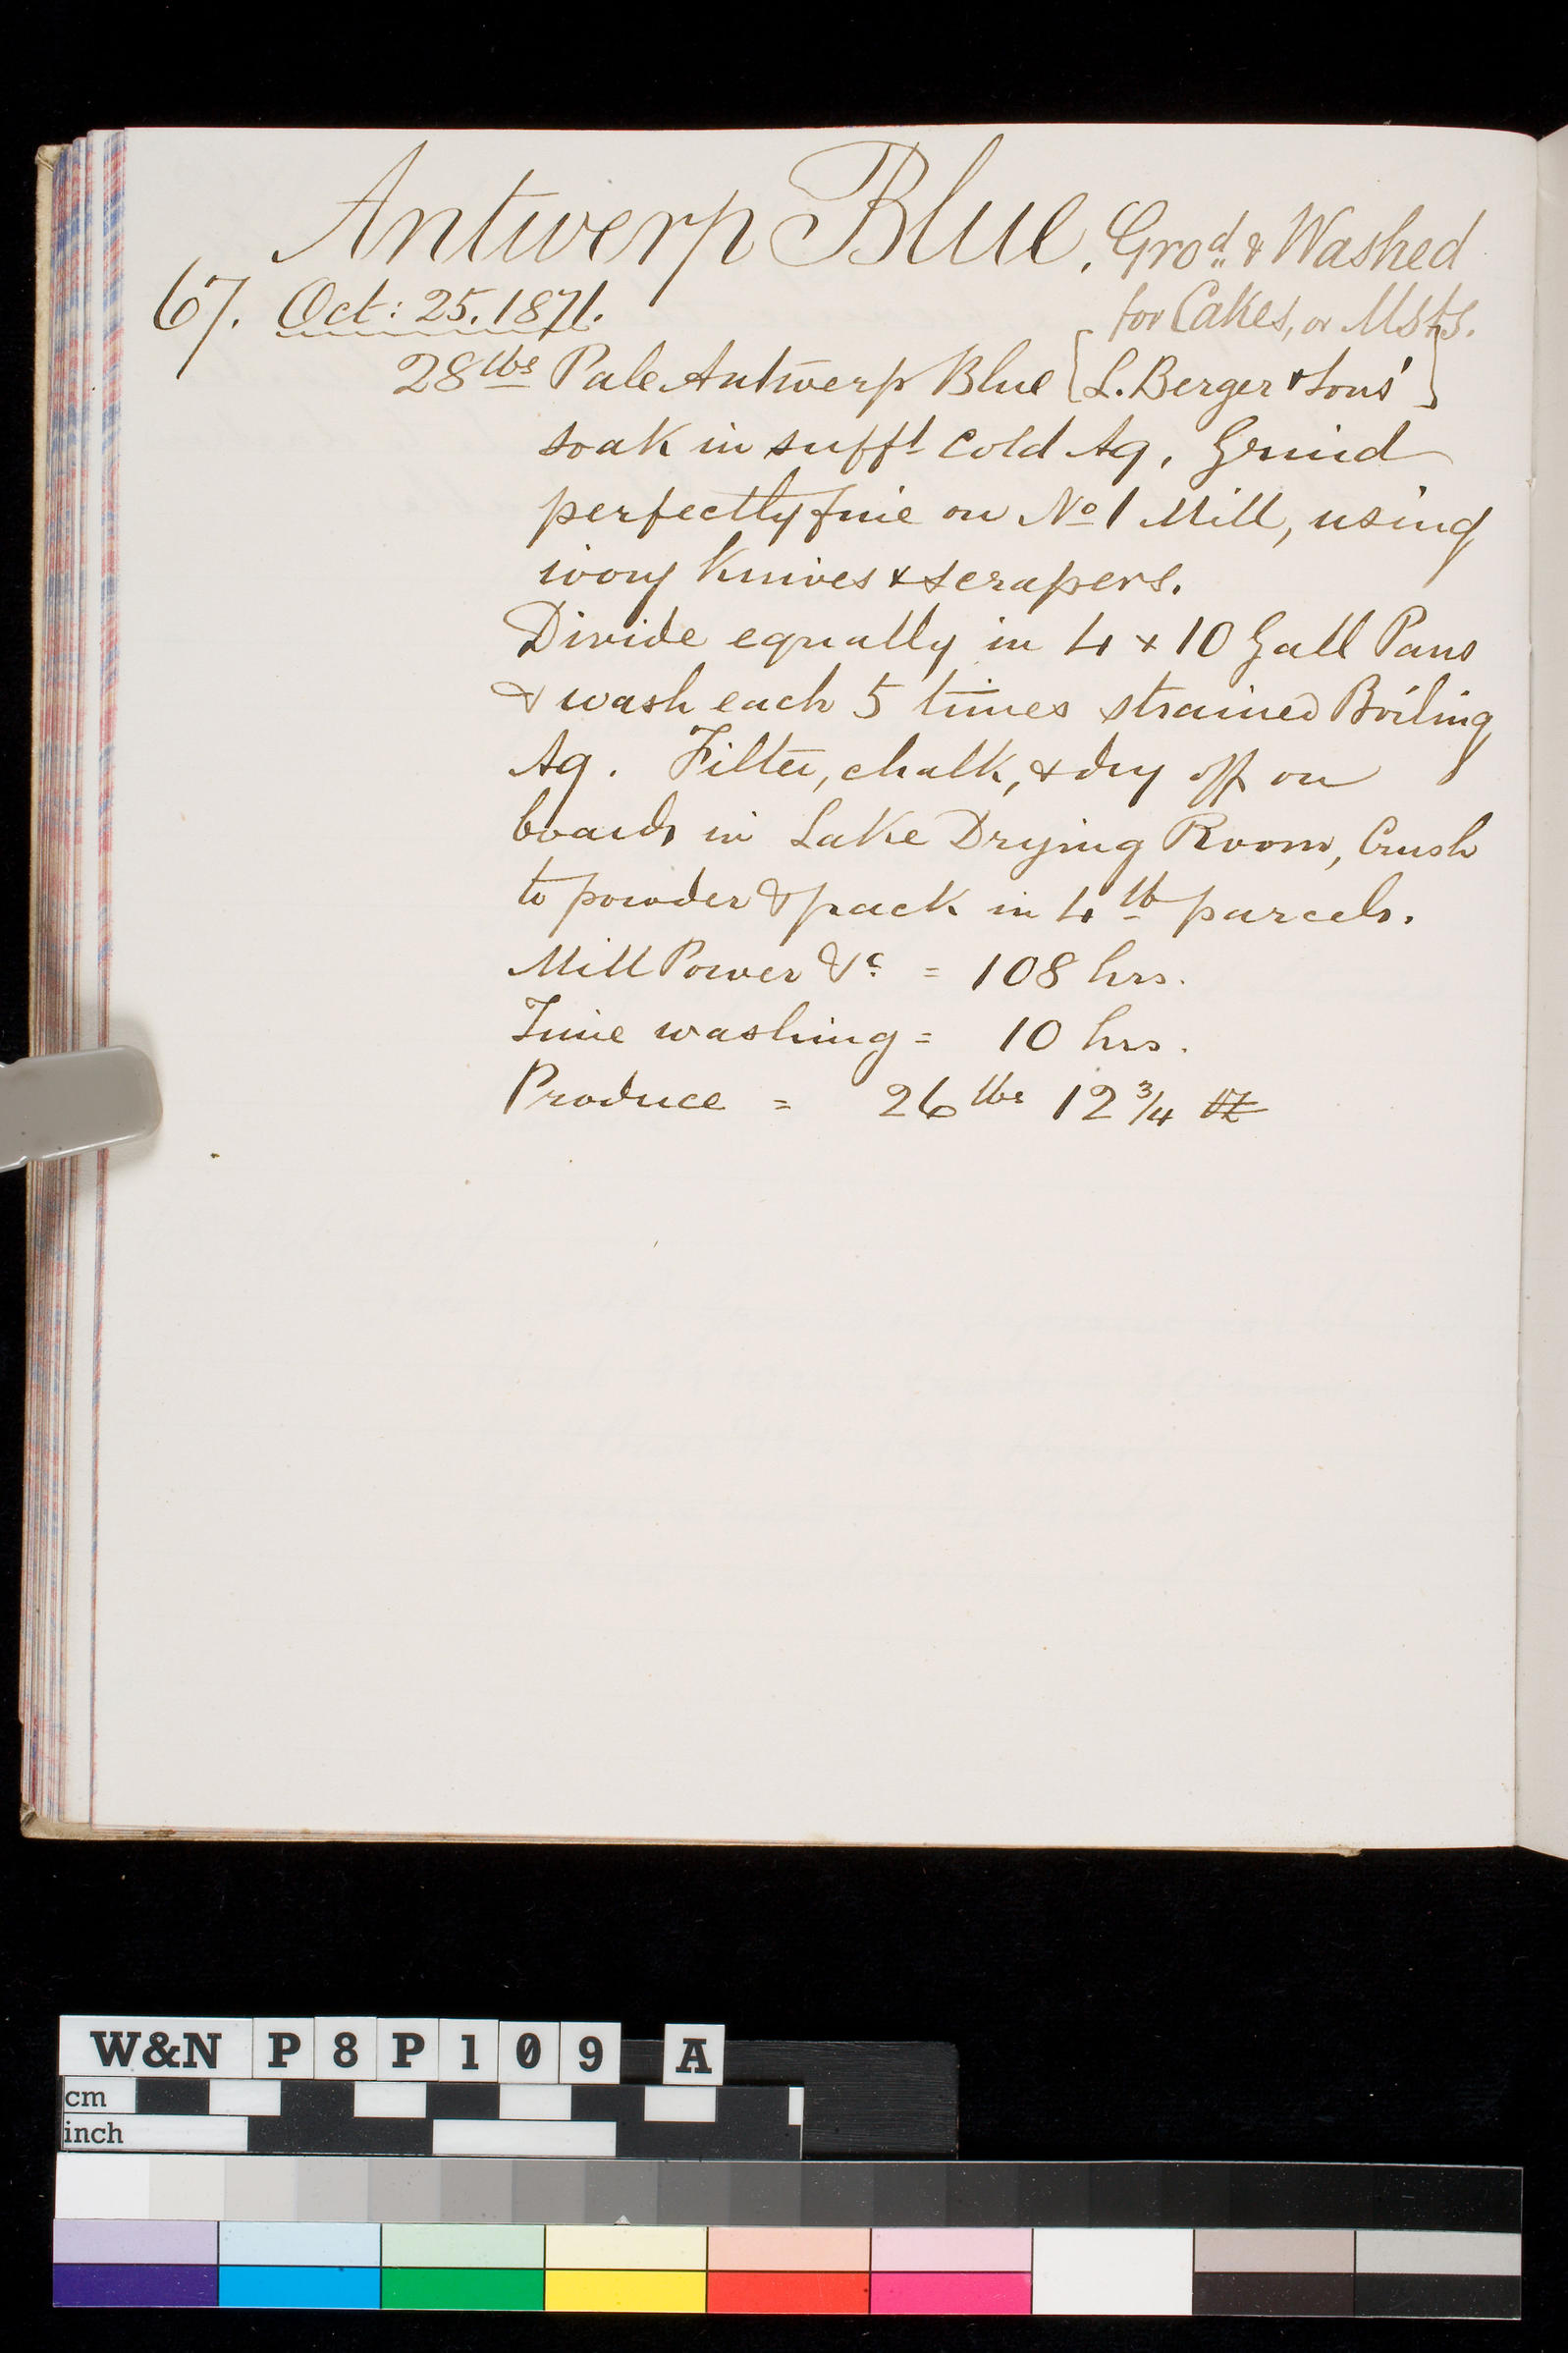 Antwerp Blue. Gro.d & Washed
for Cakes, or Msts.
67. Oct: 25. 1871.
28 lbs Pale Antwerp Blue [L. Berger & Sons']
soak in sufft cold Aq, Grind
perfectly fine on No 1 Mill, using
ivory Knives & scrapers.
Divide equally in 4 x 10 Gall Pans
& wash each 5 times strained Boiling
Aq. Filter, chalk, & dry off on
boards in Lake Drying Room, Crush
to powder & pack in 4 lb parcels.
Mill Power &c = 108 hrs.
Time washing = 10 hrs.
Produce = 26 lbs 12 3/4 oz
W&N P8P109 A
cm
inch